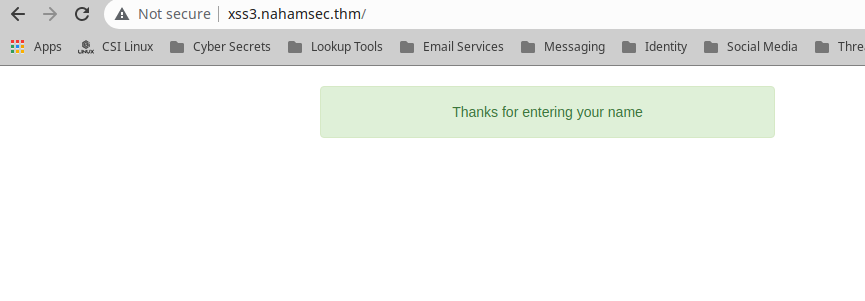 Not secure xss3.nahamsec.thm/
Apps CSI Linux Cyber Secrets Lookup Tools Email Services Messaging Identity Social Media Threa
Thanks for entering your name